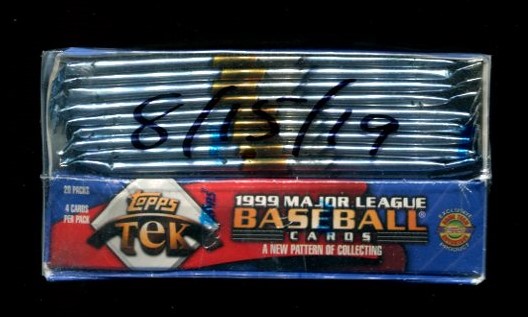 8/15/19
20 PACKS
4 CARDS
PER PACK
TOPPS
TEK
1999 MAJOR LEAGUE
BASEBALL®
CARDS
A NEW PATTERN OF COLLECTING